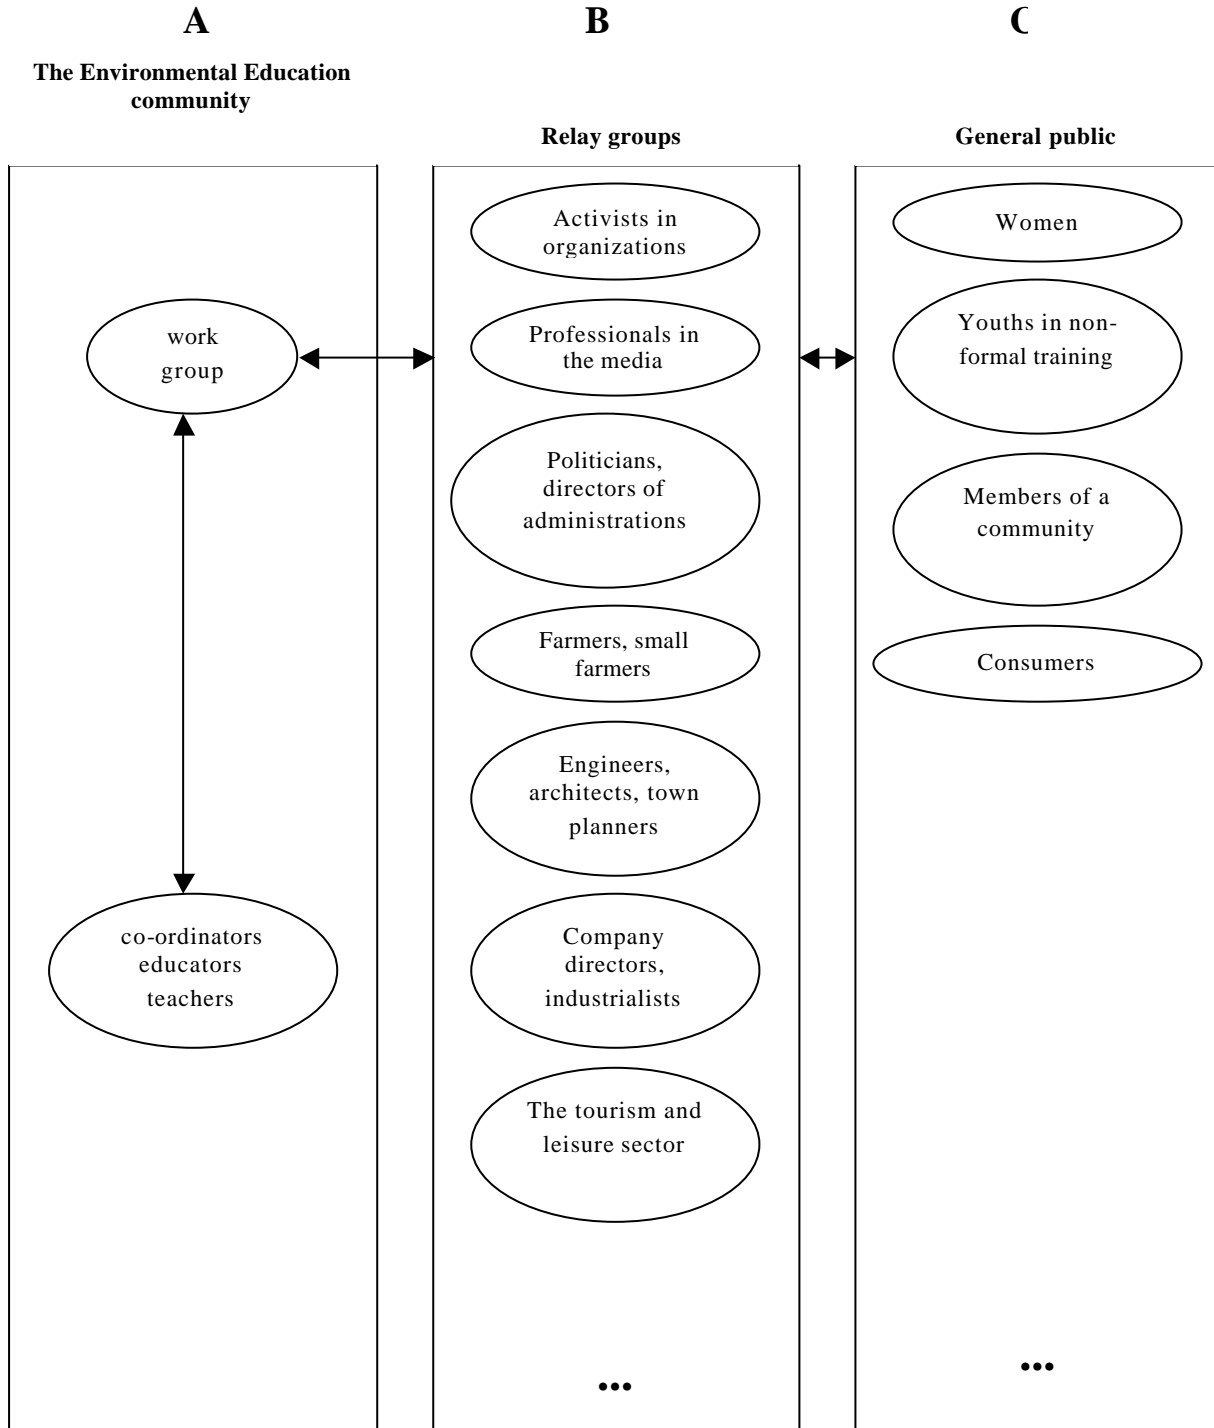 A
B
C
The Environmental Education
community
Relay groups
General public
work
group
co-ordinators
educators
teachers
Activists in
organizations
Professionals in
the media
Politicians,
directors of
administrations
Farmers, small
farmers
Engineers,
architects, town
planners
Company
directors,
industrialists
The tourism and
leisure sector
...
Women
Youths in non-
formal training
Members of a
community
Consumers
...